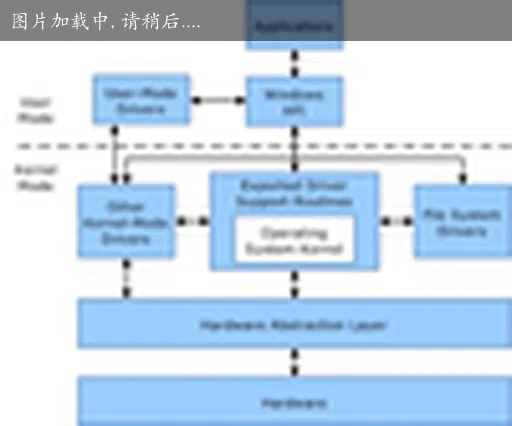 图片加载中, 请稍后....
Applications
User-Mode
Drivers
Windows
API
User
Mode
Kernel
Mode
Exported Driver
Support Routines
Other
Kernel-Mode
Drivers
Operating
System Kernel
File System
Drivers
Hardware Abstraction Layer
Hardware